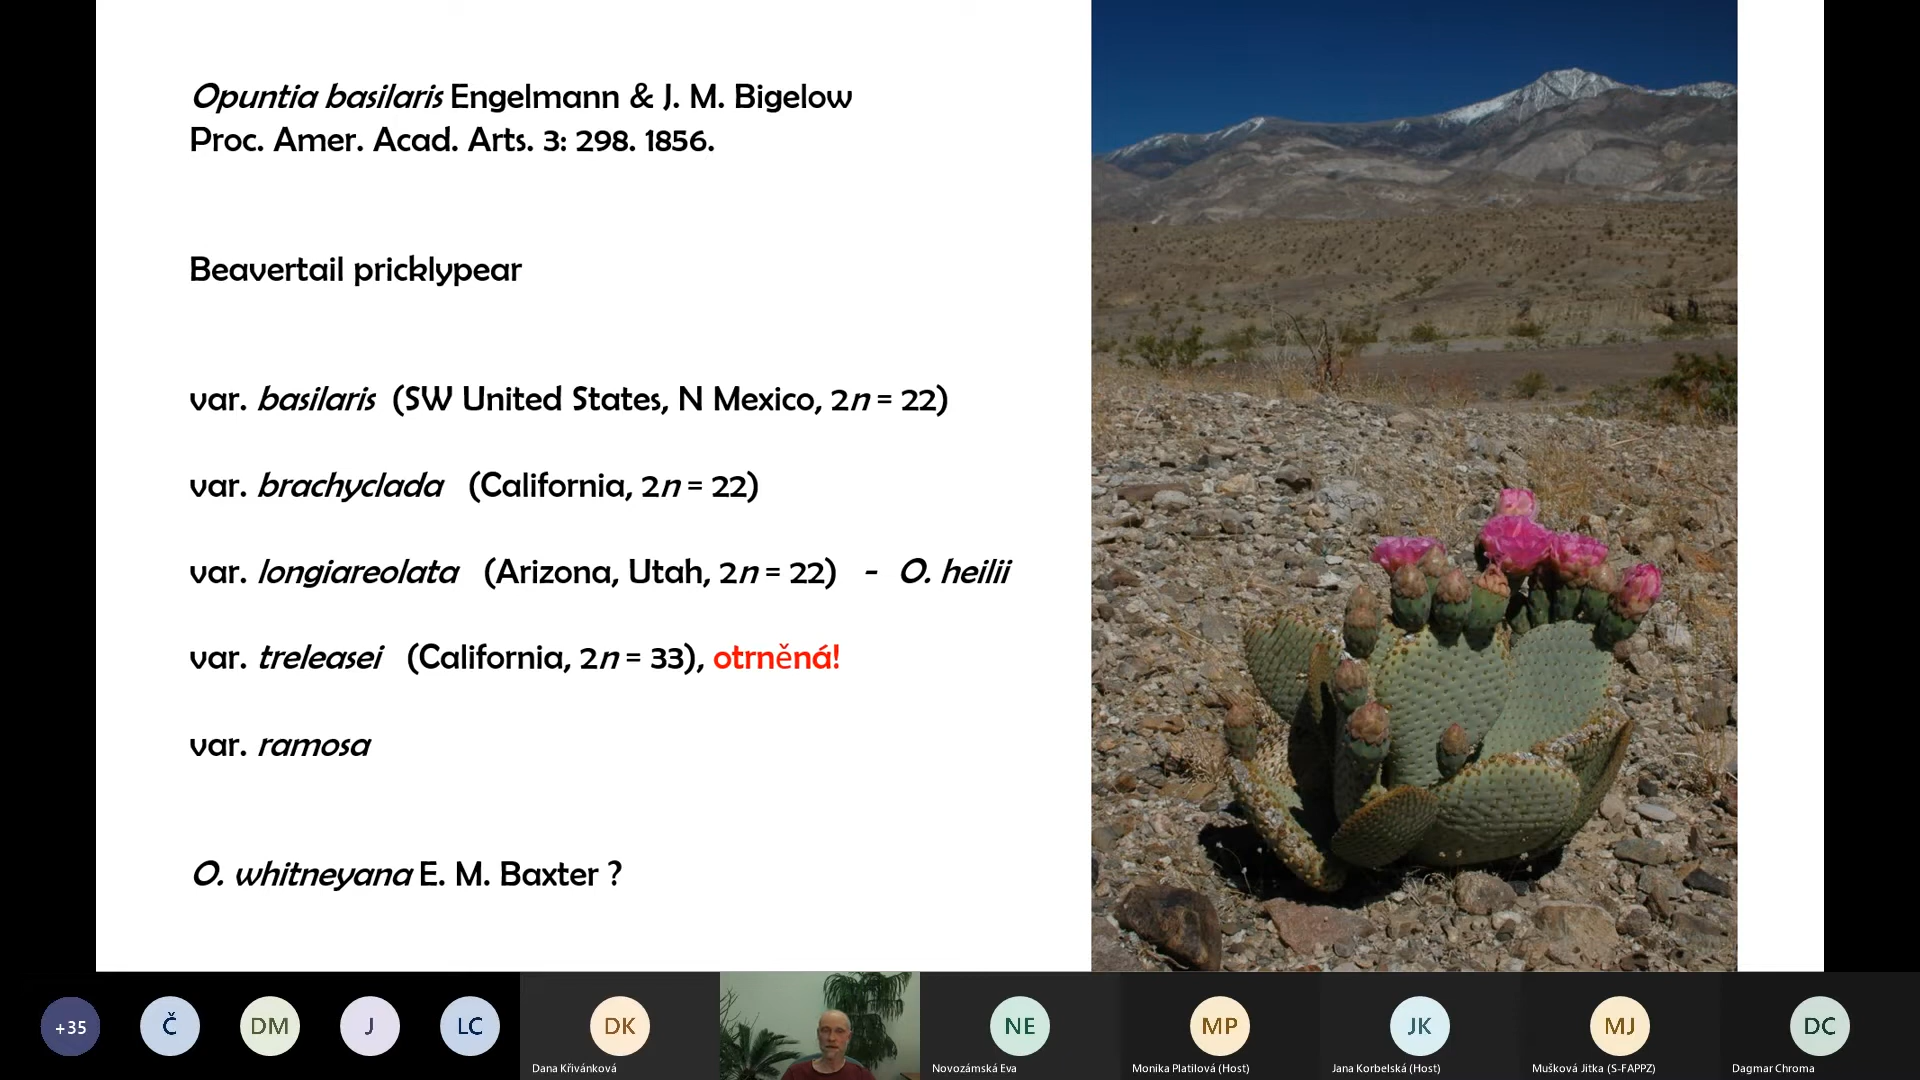 Opuntia basilaris Engelmann & J. M. Bigelow
Proc. Amer. Acad. Arts. 3: 298. 1856.
Beavertail pricklypear
var. basilaris (SW United States, N Mexico, 2n = 22)
var. brachyclada (California, 2n = 22)
var. longiareolata (Arizona, Utah, 2n = 22) - O. heilii
var. treleasei (California, 2n = 33), otrněná!
var. ramosa
O. whitneyana E. M. Baxter ?
+35
Č
DM
J
LC
DK
NE
MP
JK
MJ
DC
Dana Křivánková
Novozámská Eva
Monika Platilová (Host)
Jana Korbelská (Host)
Mušková Jitka (S-FAPPZ)
Dagmar Chroma